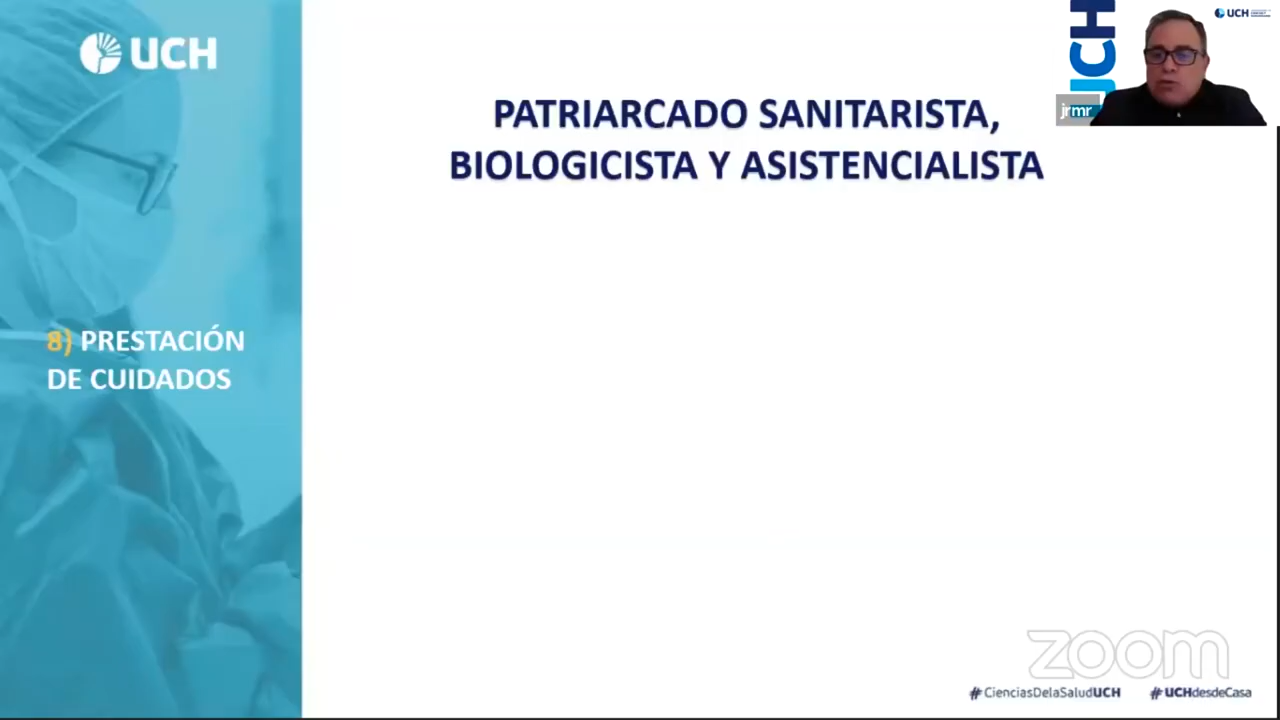 UCH
PATRIARCADO SANITARISTA,
BIOLOGICISTA Y ASISTENCIALISTA
8) PRESTACIÓN
DE CUIDADOS
UCH
jrmr
UCH
zoom
#CienciasDelaSaludUCH
#UCHdesdeCasa